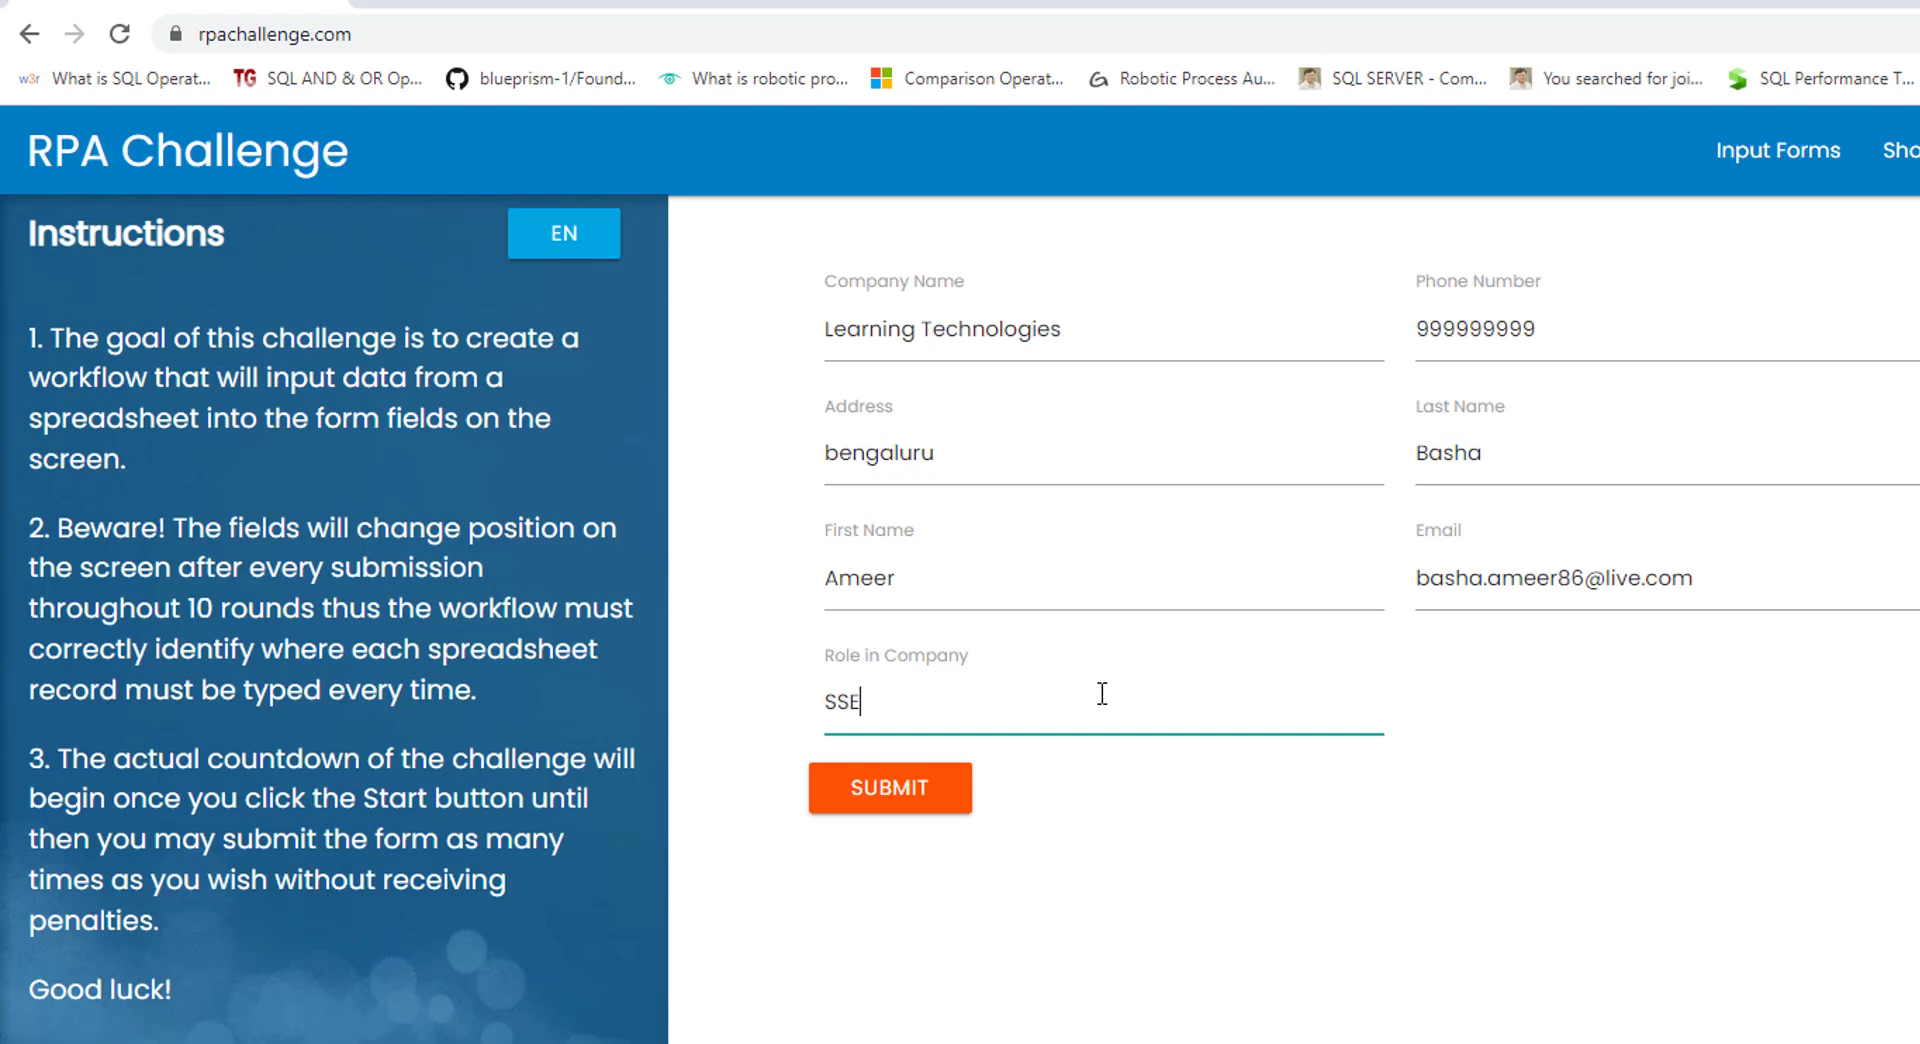 rpachallenge.com
w3r What is SQL Operat... TG SQL AND & OR Op... blueprism-1/Found... What is robotic pro... Comparison Operat... Robotic Process Au... SQL SERVER - Com... You searched for joi... SQL Performance T...
RPA Challenge
Input Forms
Sho
Instructions
EN
1. The goal of this challenge is to create a
workflow that will input data from a
spreadsheet into the form fields on the
screen.
2. Beware! The fields will change position on
the screen after every submission
throughout 10 rounds thus the workflow must
correctly identify where each spreadsheet
record must be typed every time.
3. The actual countdown of the challenge will
begin once you click the Start button until
then you may submit the form as many
times as you wish without receiving
penalties.
Good luck!
Company Name
Learning Technologies
Phone Number
999999999
Address
bengaluru
Last Name
Basha
First Name
Ameer
Email
basha.ameer86@live.com
Role in Company
SSE
SUBMIT